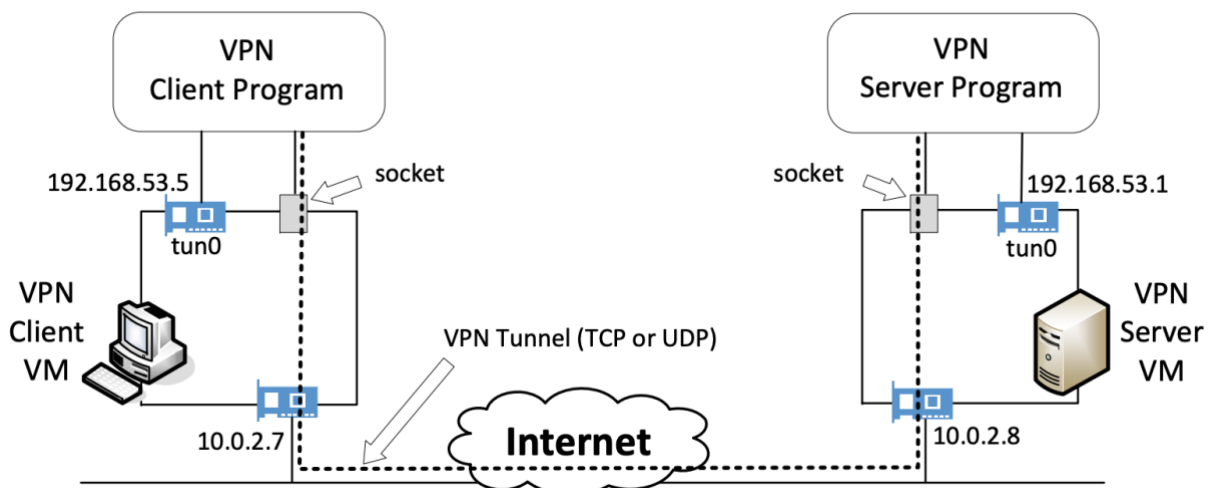 VPN
Client Program
VPN
Server Program
socket
socket
192.168.53.5
192.168.53.1
tun0
tun0
VPN
Client
VM
VPN Tunnel (TCP or UDP)
VPN
Server
VM
Internet
10.0.2.7
10.0.2.8